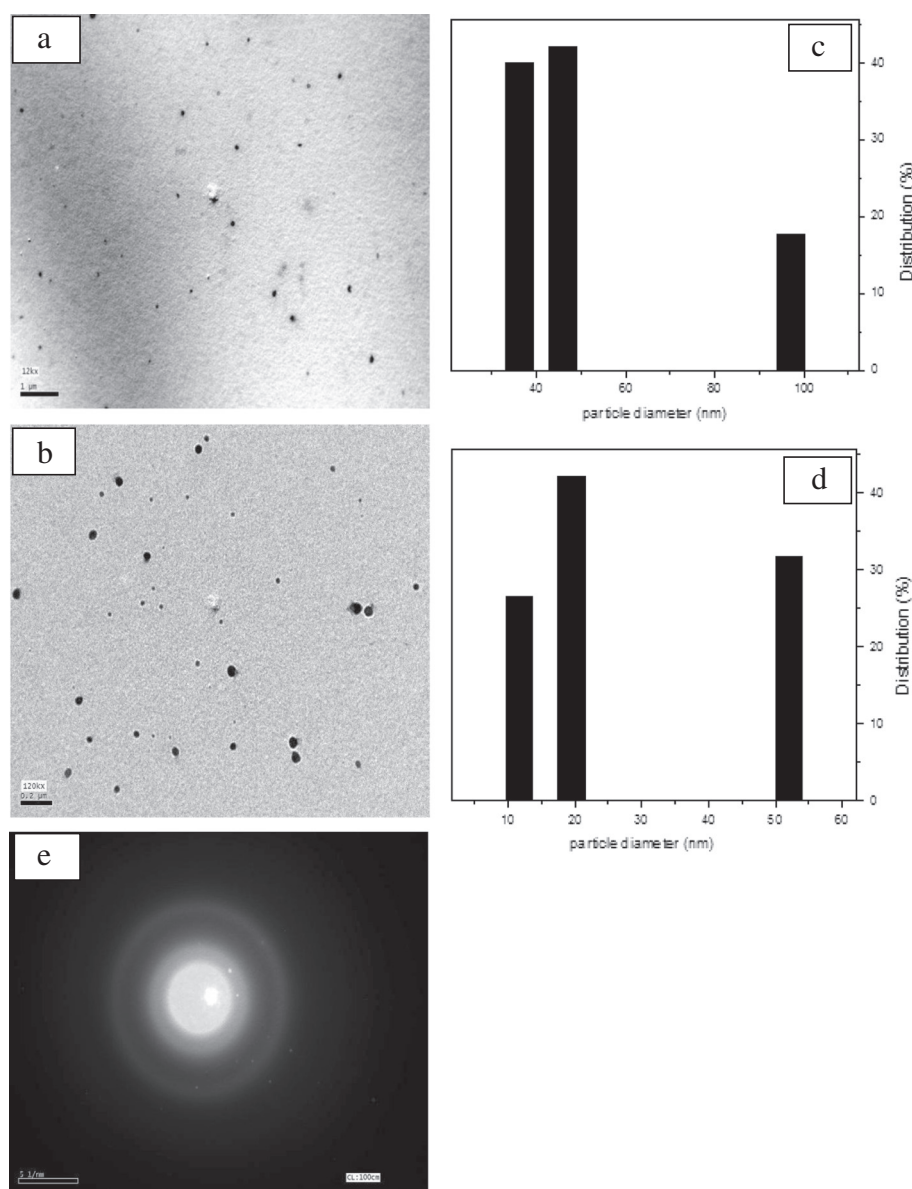 a
12kx
1 μm
c
40
30
20
10
0
Distribution (%)
40 60 80 100
particle diameter (nm)
b
120kx
0.2 μm
d
40
30
20
10
0
Distribution (%)
10 20 30 40 50 60
particle diameter (nm)
e
5 1/nm
CL:100cm